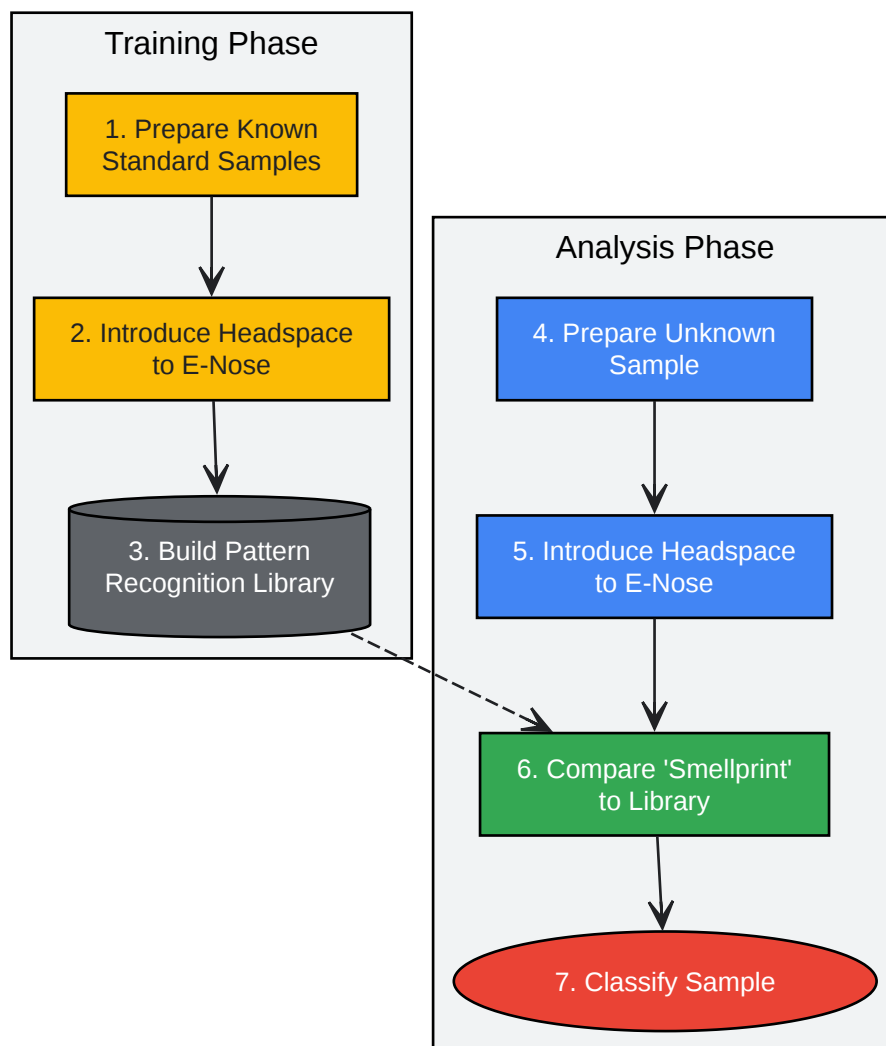 Training Phase
1. Prepare Known
Standard Samples
2. Introduce Headspace
to E-Nose
3. Build Pattern
Recognition Library
Analysis Phase
4. Prepare Unknown
Sample
5. Introduce Headspace
to E-Nose
6. Compare 'Smellprint'
to Library
7. Classify Sample